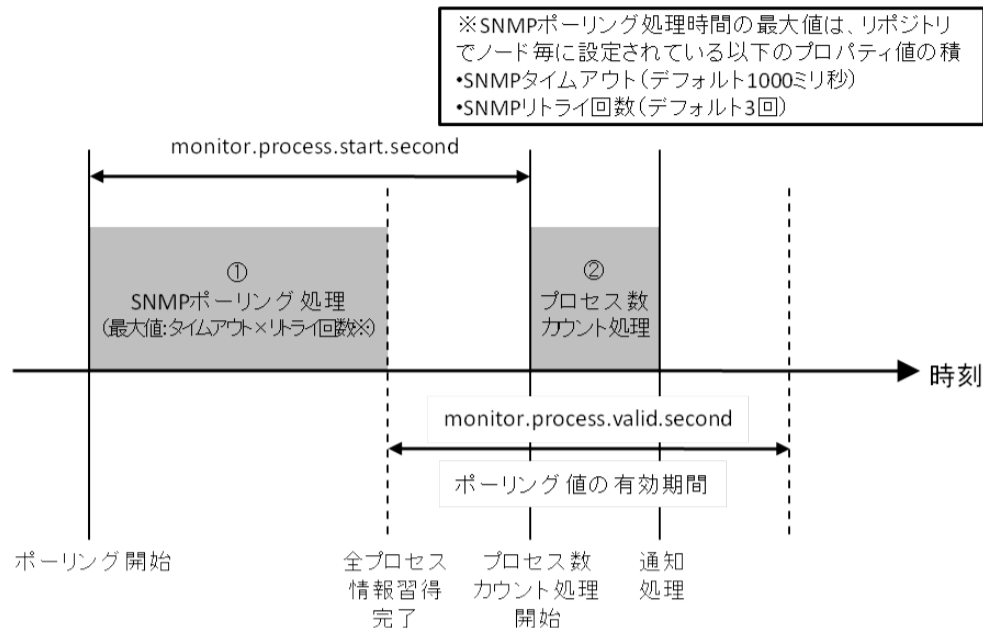 ※SNMPポーリング処理時間の最大値は、リポジトリ
でノード毎に設定されている以下のプロパティ値の積
•SNMPタイムアウト(デフォルト1000ミリ秒)
•SNMPリトライ回数(デフォルト3回)
monitor.process.start.second
①
SNMPポーリング処理
(最大値:タイムアウト×リトライ回数※)
②
プロセス数
カウント処理
時刻
monitor.process.valid.second
ポーリング値の有効期間
ポーリング開始
全プロセス
情報習得
完了
プロセス数
カウント処理
開始
通知
処理